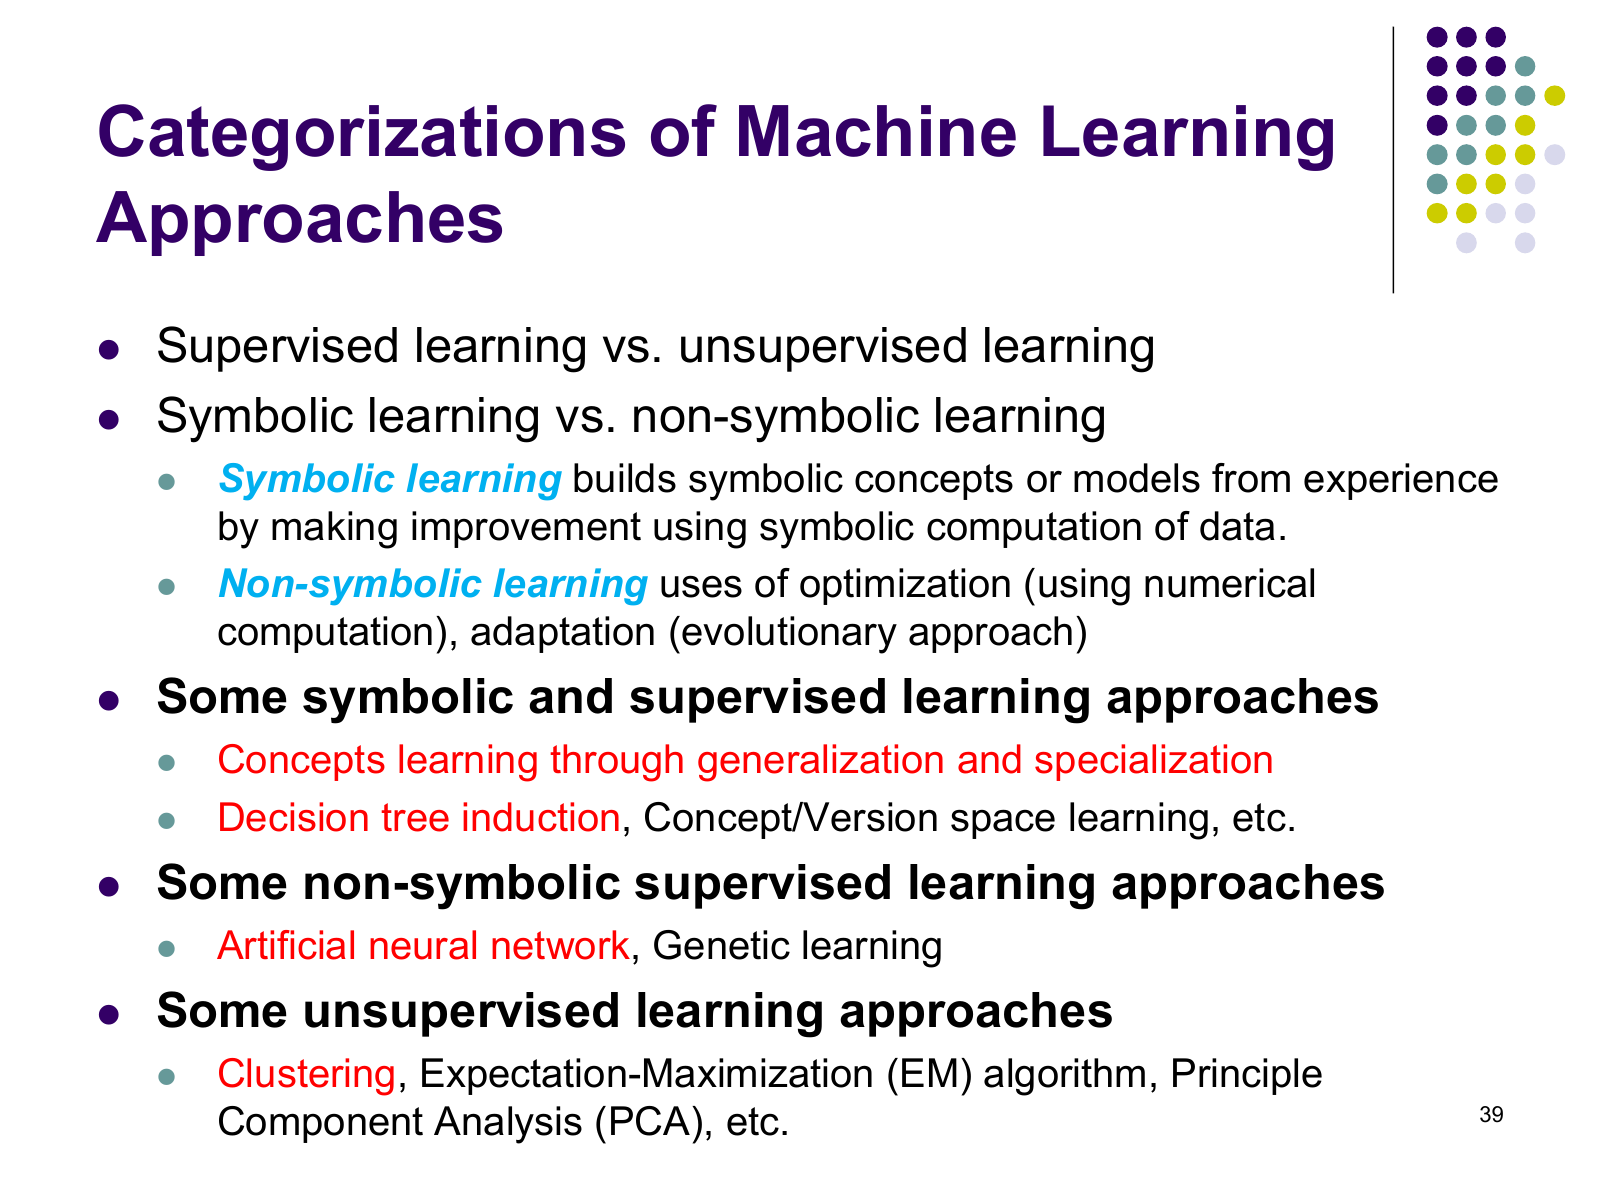 Categorizations of Machine Learning
Approaches
Supervised learning vs. unsupervised learning
Symbolic learning vs. non-symbolic learning
Symbolic learning builds symbolic concepts or models from experience
by making improvement using symbolic computation of data.
Non-symbolic learning uses of optimization (using numerical
computation), adaptation (evolutionary approach)
Some symbolic and supervised learning approaches
Concepts learning through generalization and specialization
Decision tree induction, Concept/Version space learning, etc.
Some non-symbolic supervised learning approaches
Artificial neural network, Genetic learning
Some unsupervised learning approaches
Clustering, Expectation-Maximization (EM) algorithm, Principle
Component Analysis (PCA), etc.
39